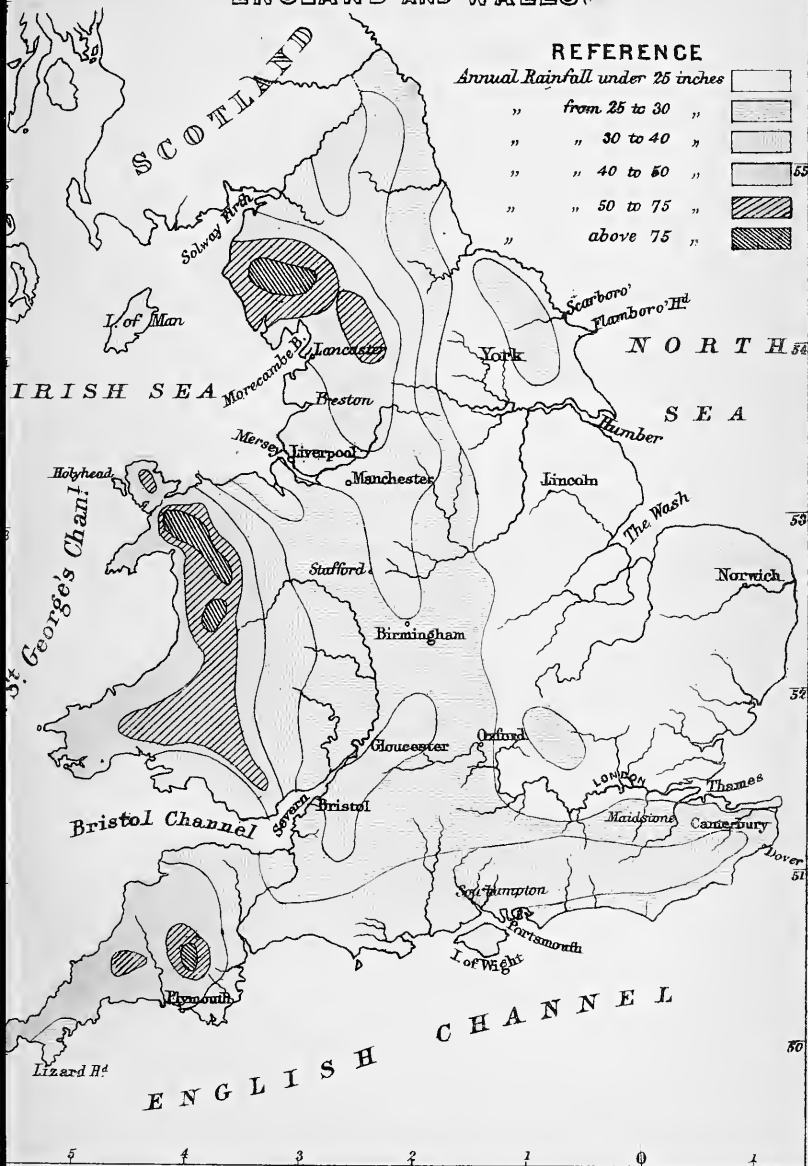 ENGLAND AND WALES
REFERENCE
Annual Rainfall under 25 inches
„ from 25 to 30 „
„ „ 30 to 40 „
„ „ 40 to 50 „
„ „ 50 to 75 „
„ above 75 „
SCOTLAND
55
Solway Firth
I. of Man
Scarboro'
Flamboro' Hd
Lancaster
York
NORTH
54
Morecambe B.
IRISH SEA
Preston
SEA
Humber
Mersey
Liverpool
Holyhead
Manchester
Lincoln
The Wash
53
St. George's Chanl
Stafford
Norwich
Birmingham
52
Gloucester
Oxford
LONDON
Thames
Severn
Bristol
Maidstone
Canterbury
Bristol Channel
Dover
51
Southampton
Portsmouth
I. of Wight
Plymouth
ENGLISH CHANNEL
50
Lizard Hd
5 4 3 2 1 0 1